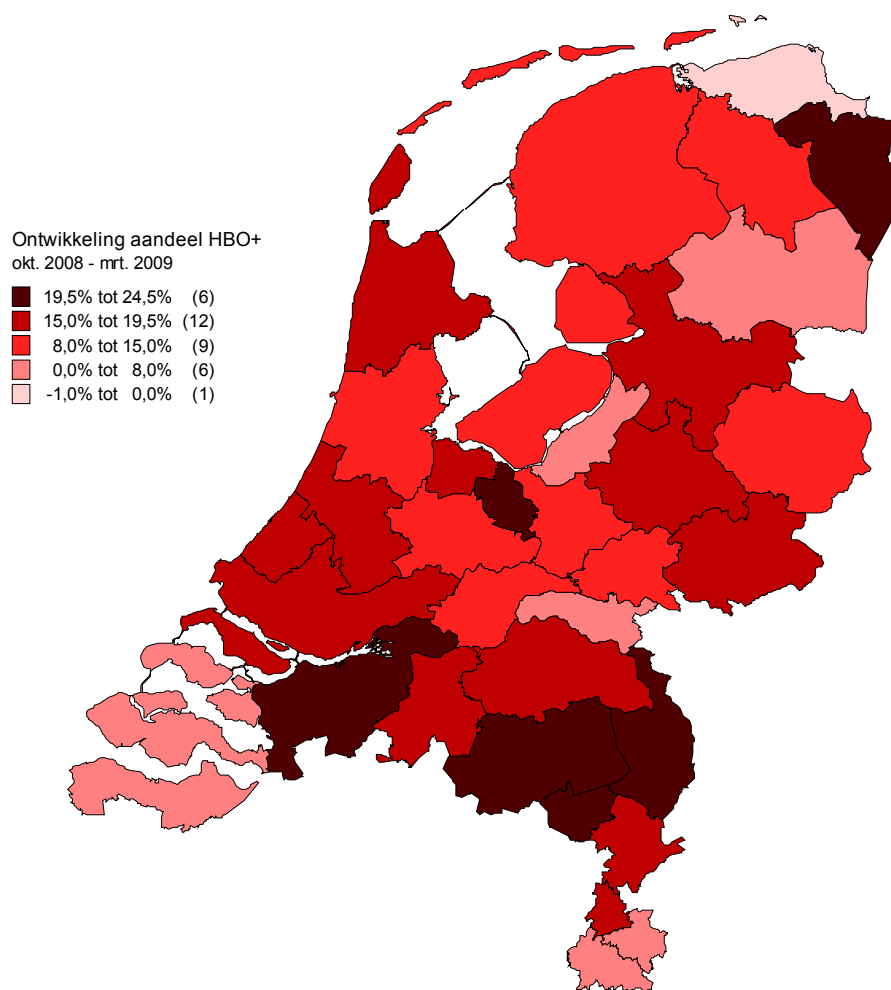 Ontwikkeling aandeel HBO+
okt. 2008 - mrt. 2009
19,5% tot 24,5% (6)
15,0% tot 19,5% (12)
8,0% tot 15,0% (9)
0,0% tot 8,0% (6)
-1,0% tot 0,0% (1)